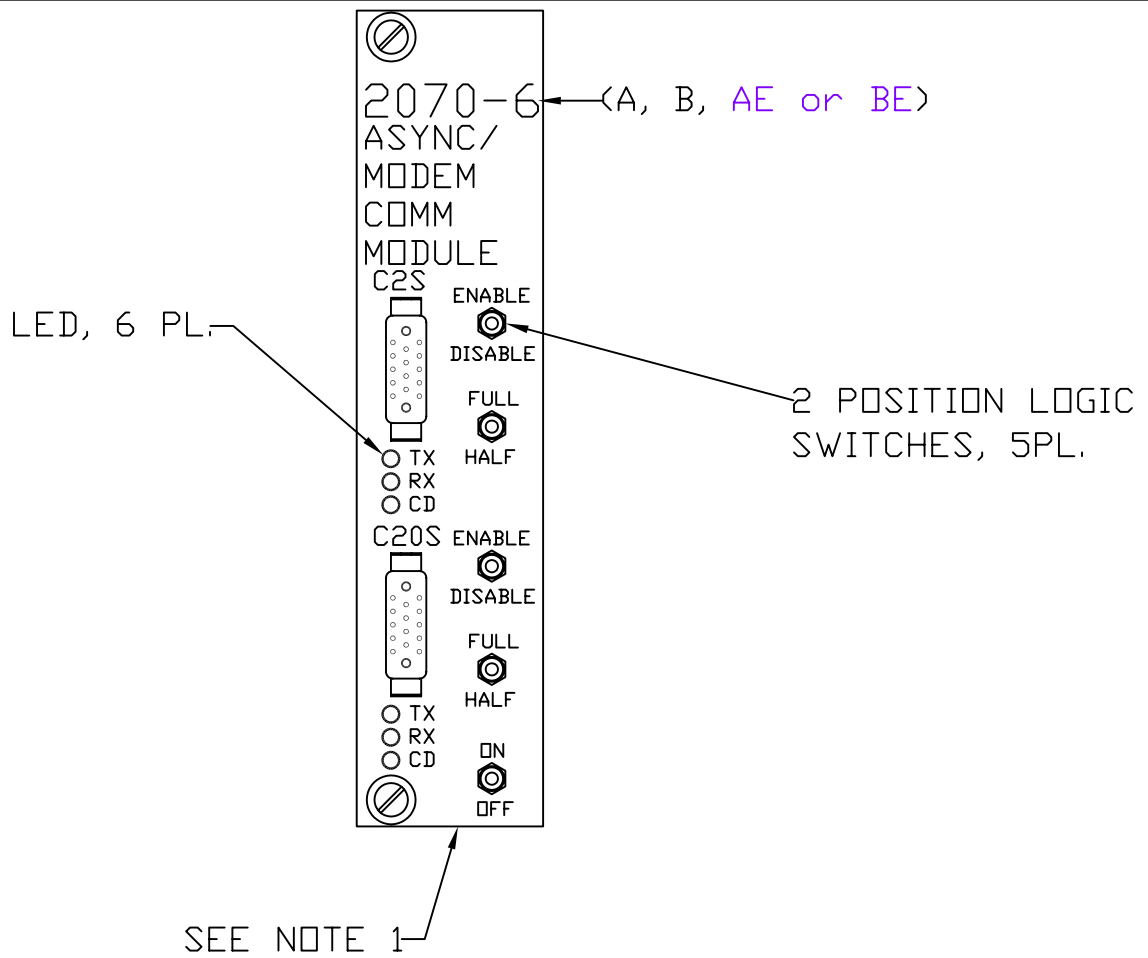 2070-6
(A, B, AE or BE)
ASYNC/
MODEM
COMM
MODULE
C2S
ENABLE
DISABLE
LED, 6 PL.
FULL
HALF
2 POSITION LOGIC
SWITCHES, 5PL.
TX
RX
CD
C20S
ENABLE
DISABLE
FULL
HALF
TX
RX
CD
ON
OFF
SEE NOTE 1